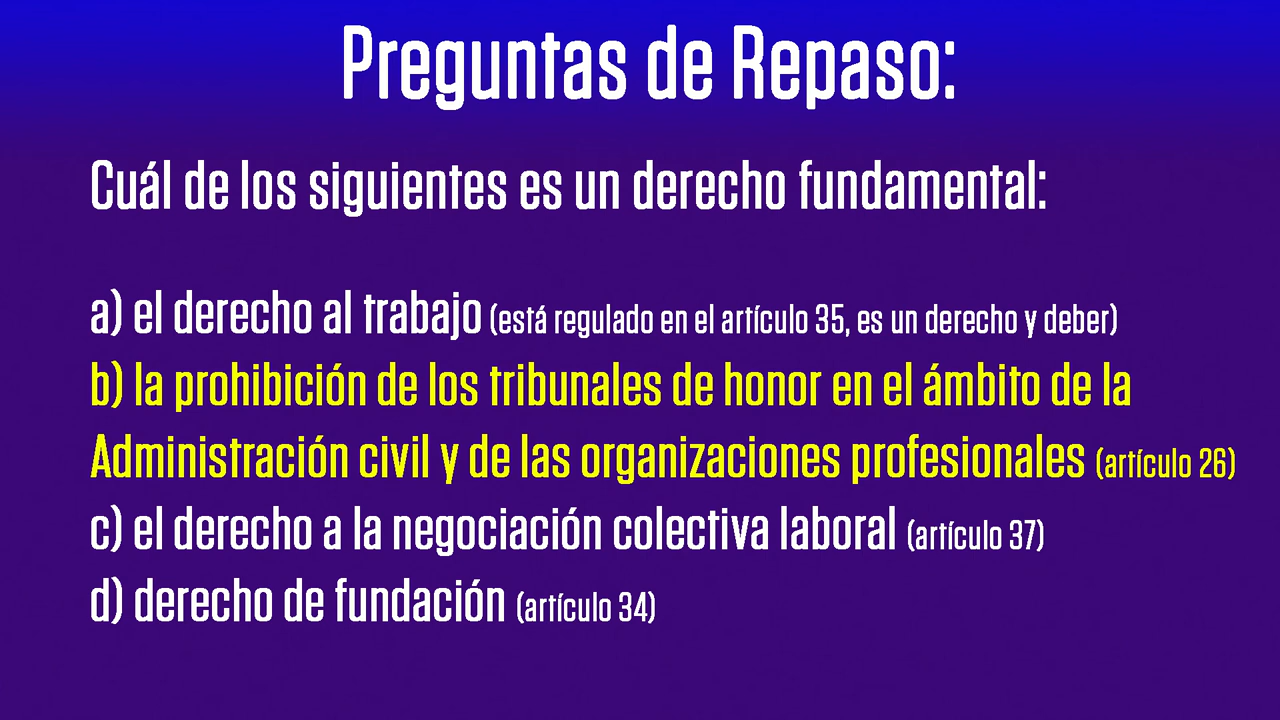 Preguntas de Repaso:
Cuál de los siguientes es un derecho fundamental:
a) el derecho al trabajo (está regulado en el artículo 35, es un derecho y deber)
b) la prohibición de los tribunales de honor en el ámbito de la
Administración civil y de las organizaciones profesionales (artículo 26)
c) el derecho a la negociación colectiva laboral (artículo 37)
d) derecho de fundación (artículo 34)